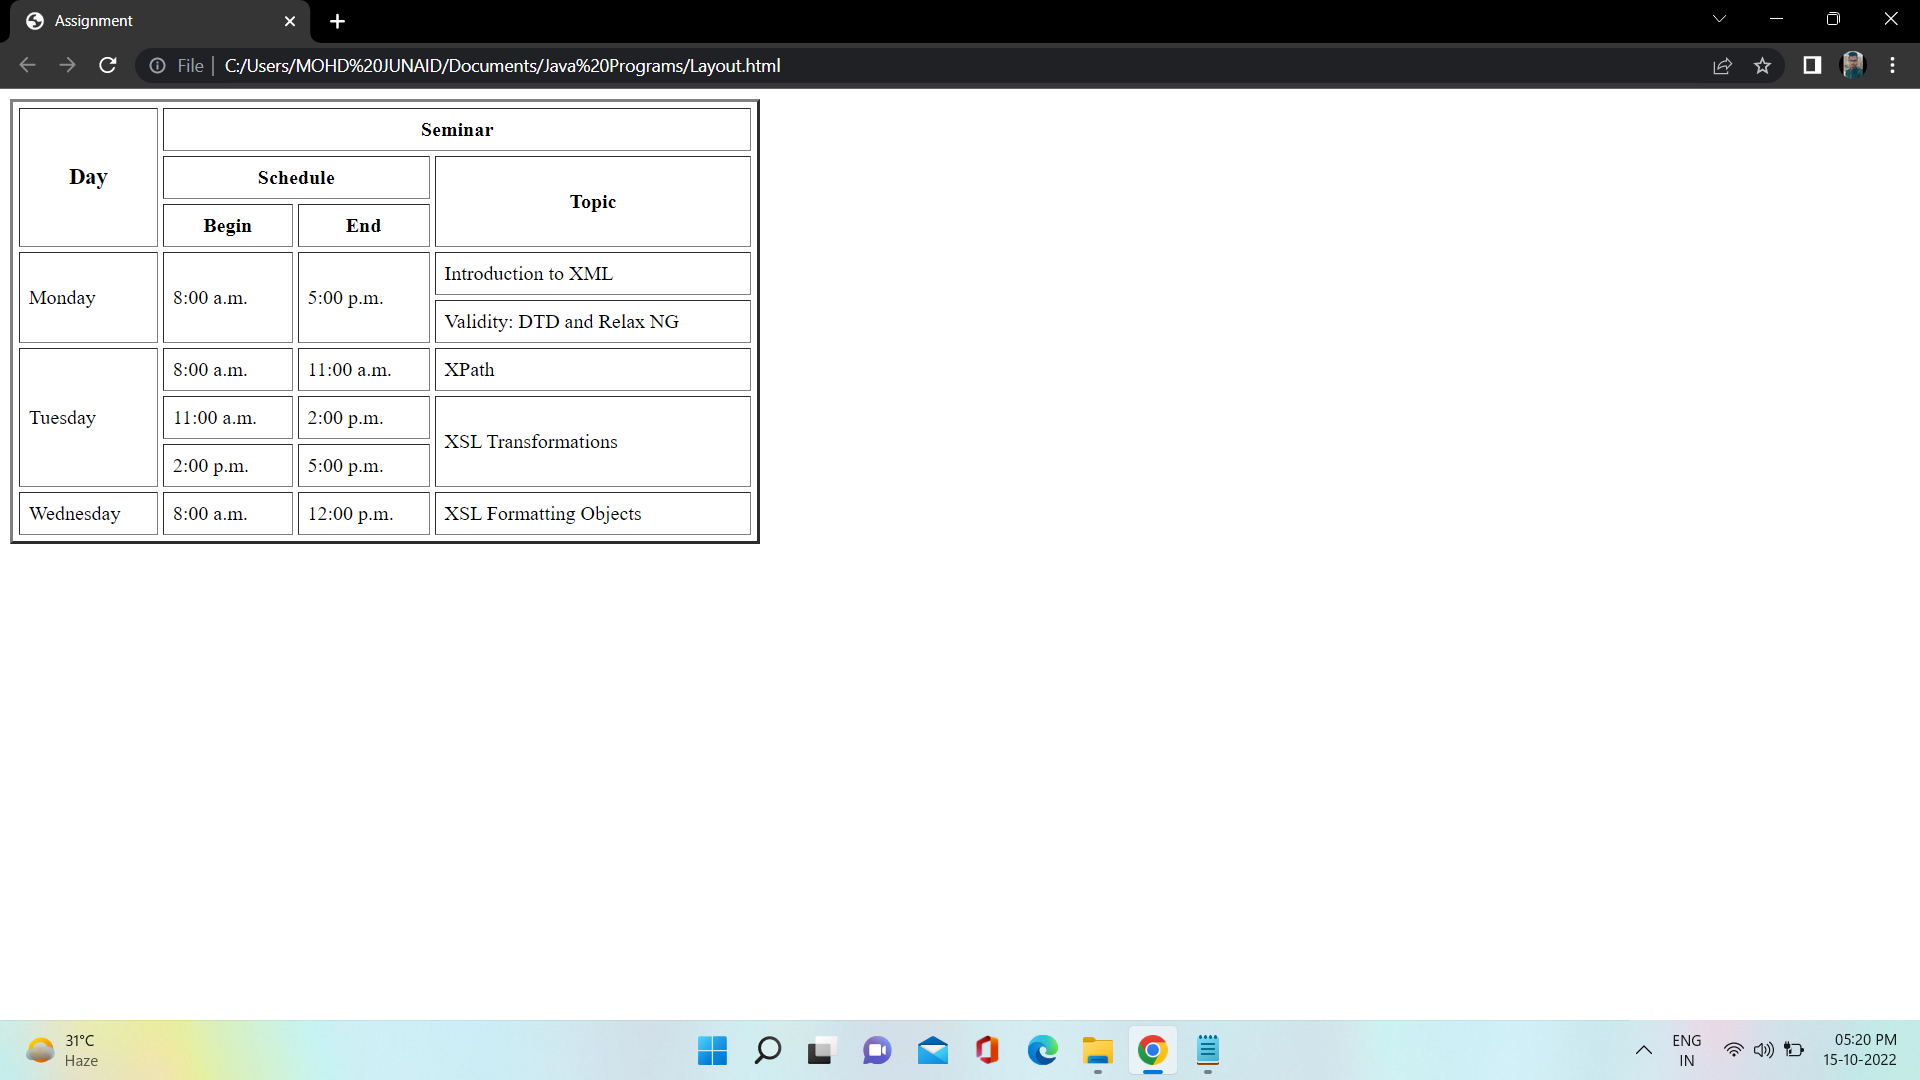 Assignment
File
C:/Users/MOHD%20JUNAID/Documents/Java%20Programs/Layout.html
Day
Seminar
Schedule
Topic
Begin
End
Monday
8:00 a.m.
5:00 p.m.
Introduction to XML
Validity: DTD and Relax NG
Tuesday
8:00 a.m.
11:00 a.m.
XPath
11:00 a.m.
2:00 p.m.
XSL Transformations
2:00 p.m.
5:00 p.m.
Wednesday
8:00 a.m.
12:00 p.m.
XSL Formatting Objects
31°C
Haze
ENG
IN
05:20 PM
15-10-2022